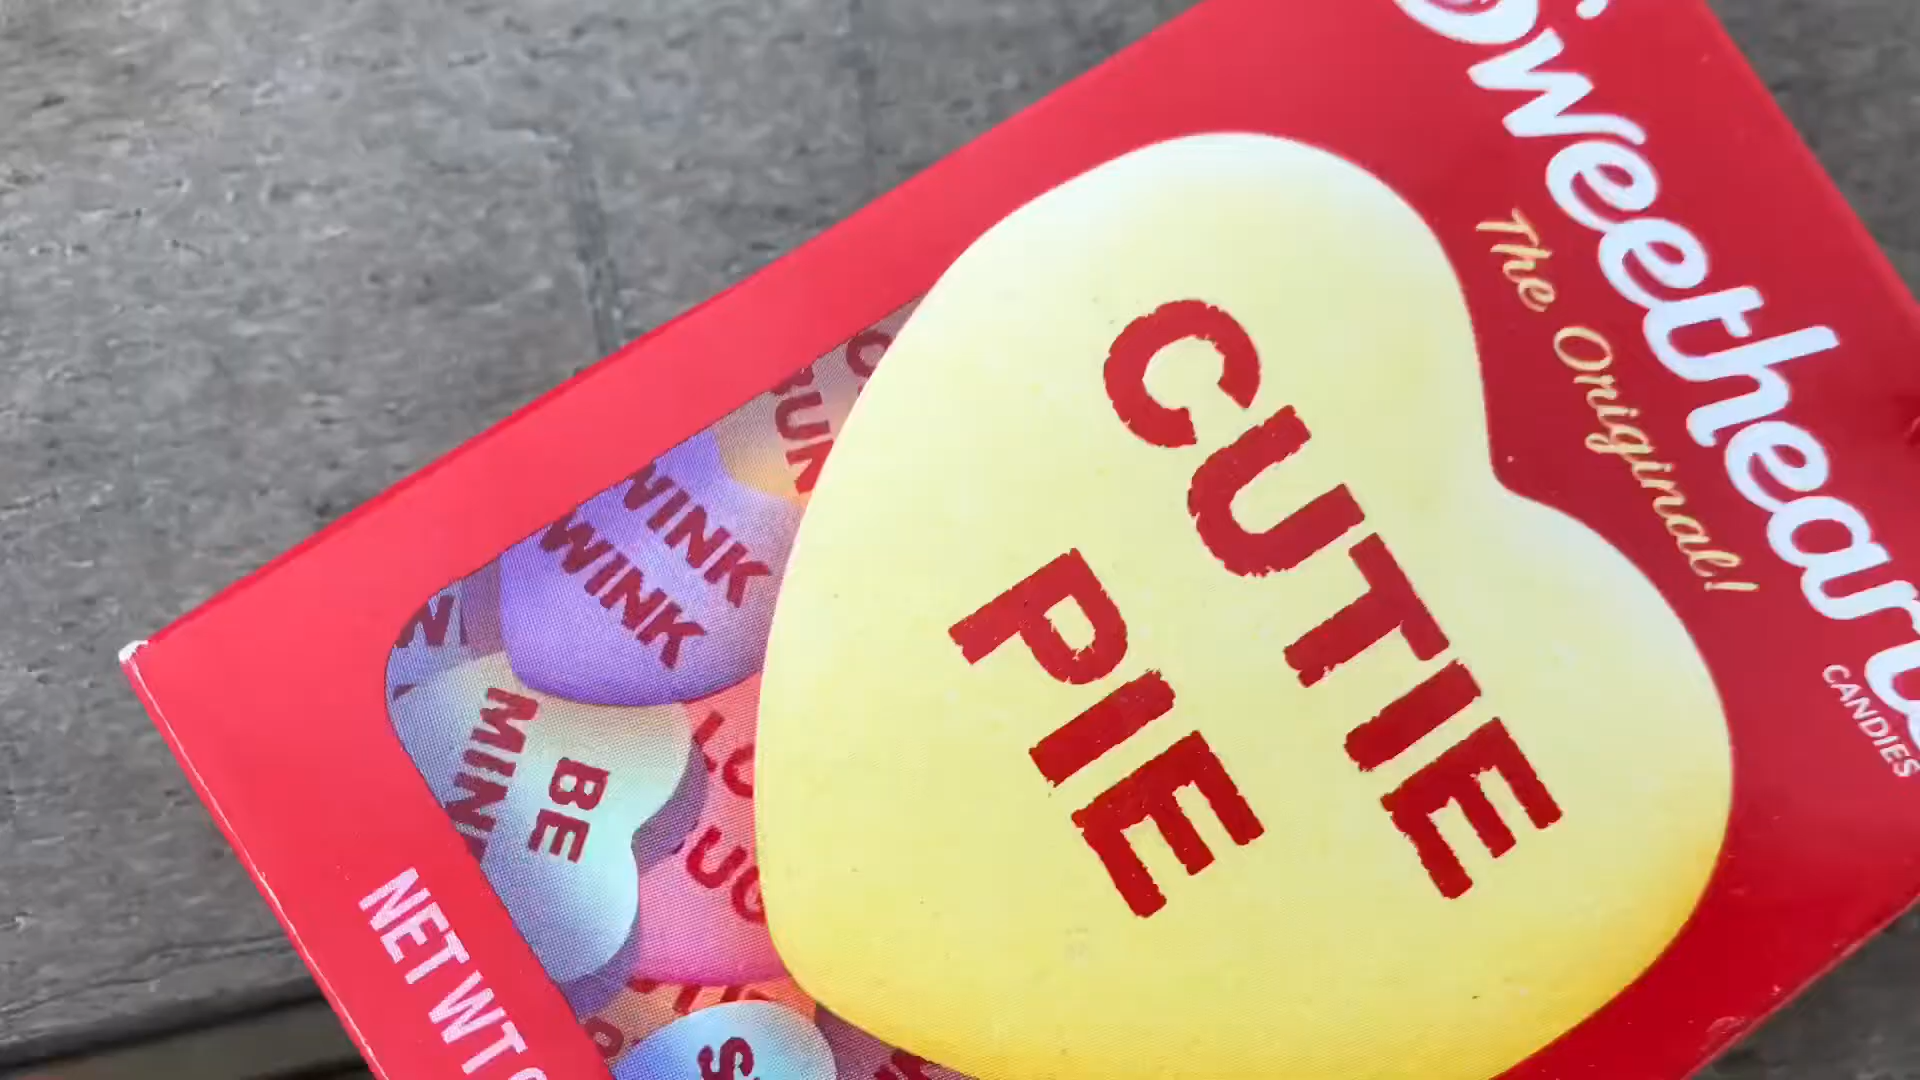 Sweethearts
The Original!
CANDIES
CUTIE
PIE
WINK
WINK
BE
MINE
NET WT